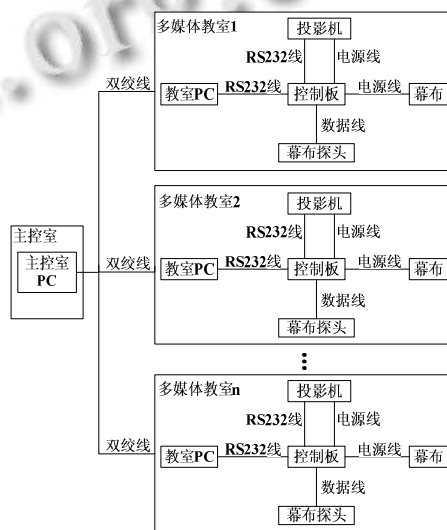 多媒体教室1
投影机
RS232线
电源线
双绞线
教室PC
RS232线
控制板
电源线
幕布
数据线
幕布探头
多媒体教室2
投影机
RS232线
电源线
主控室
主控室
PC
双绞线
教室PC
RS232线
控制板
电源线
幕布
数据线
幕布探头
多媒体教室n
投影机
RS232线
电源线
双绞线
教室PC
RS232线
控制板
电源线
幕布
数据线
幕布探头